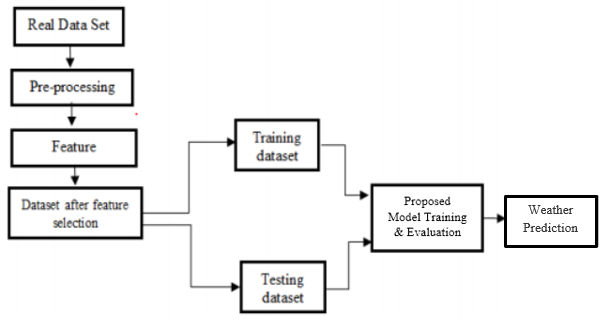 Real Data Set
Pre-processing
Feature
Dataset after feature
selection
Training
dataset
Testing
dataset
Proposed
Model Training
& Evaluation
Weather
Prediction